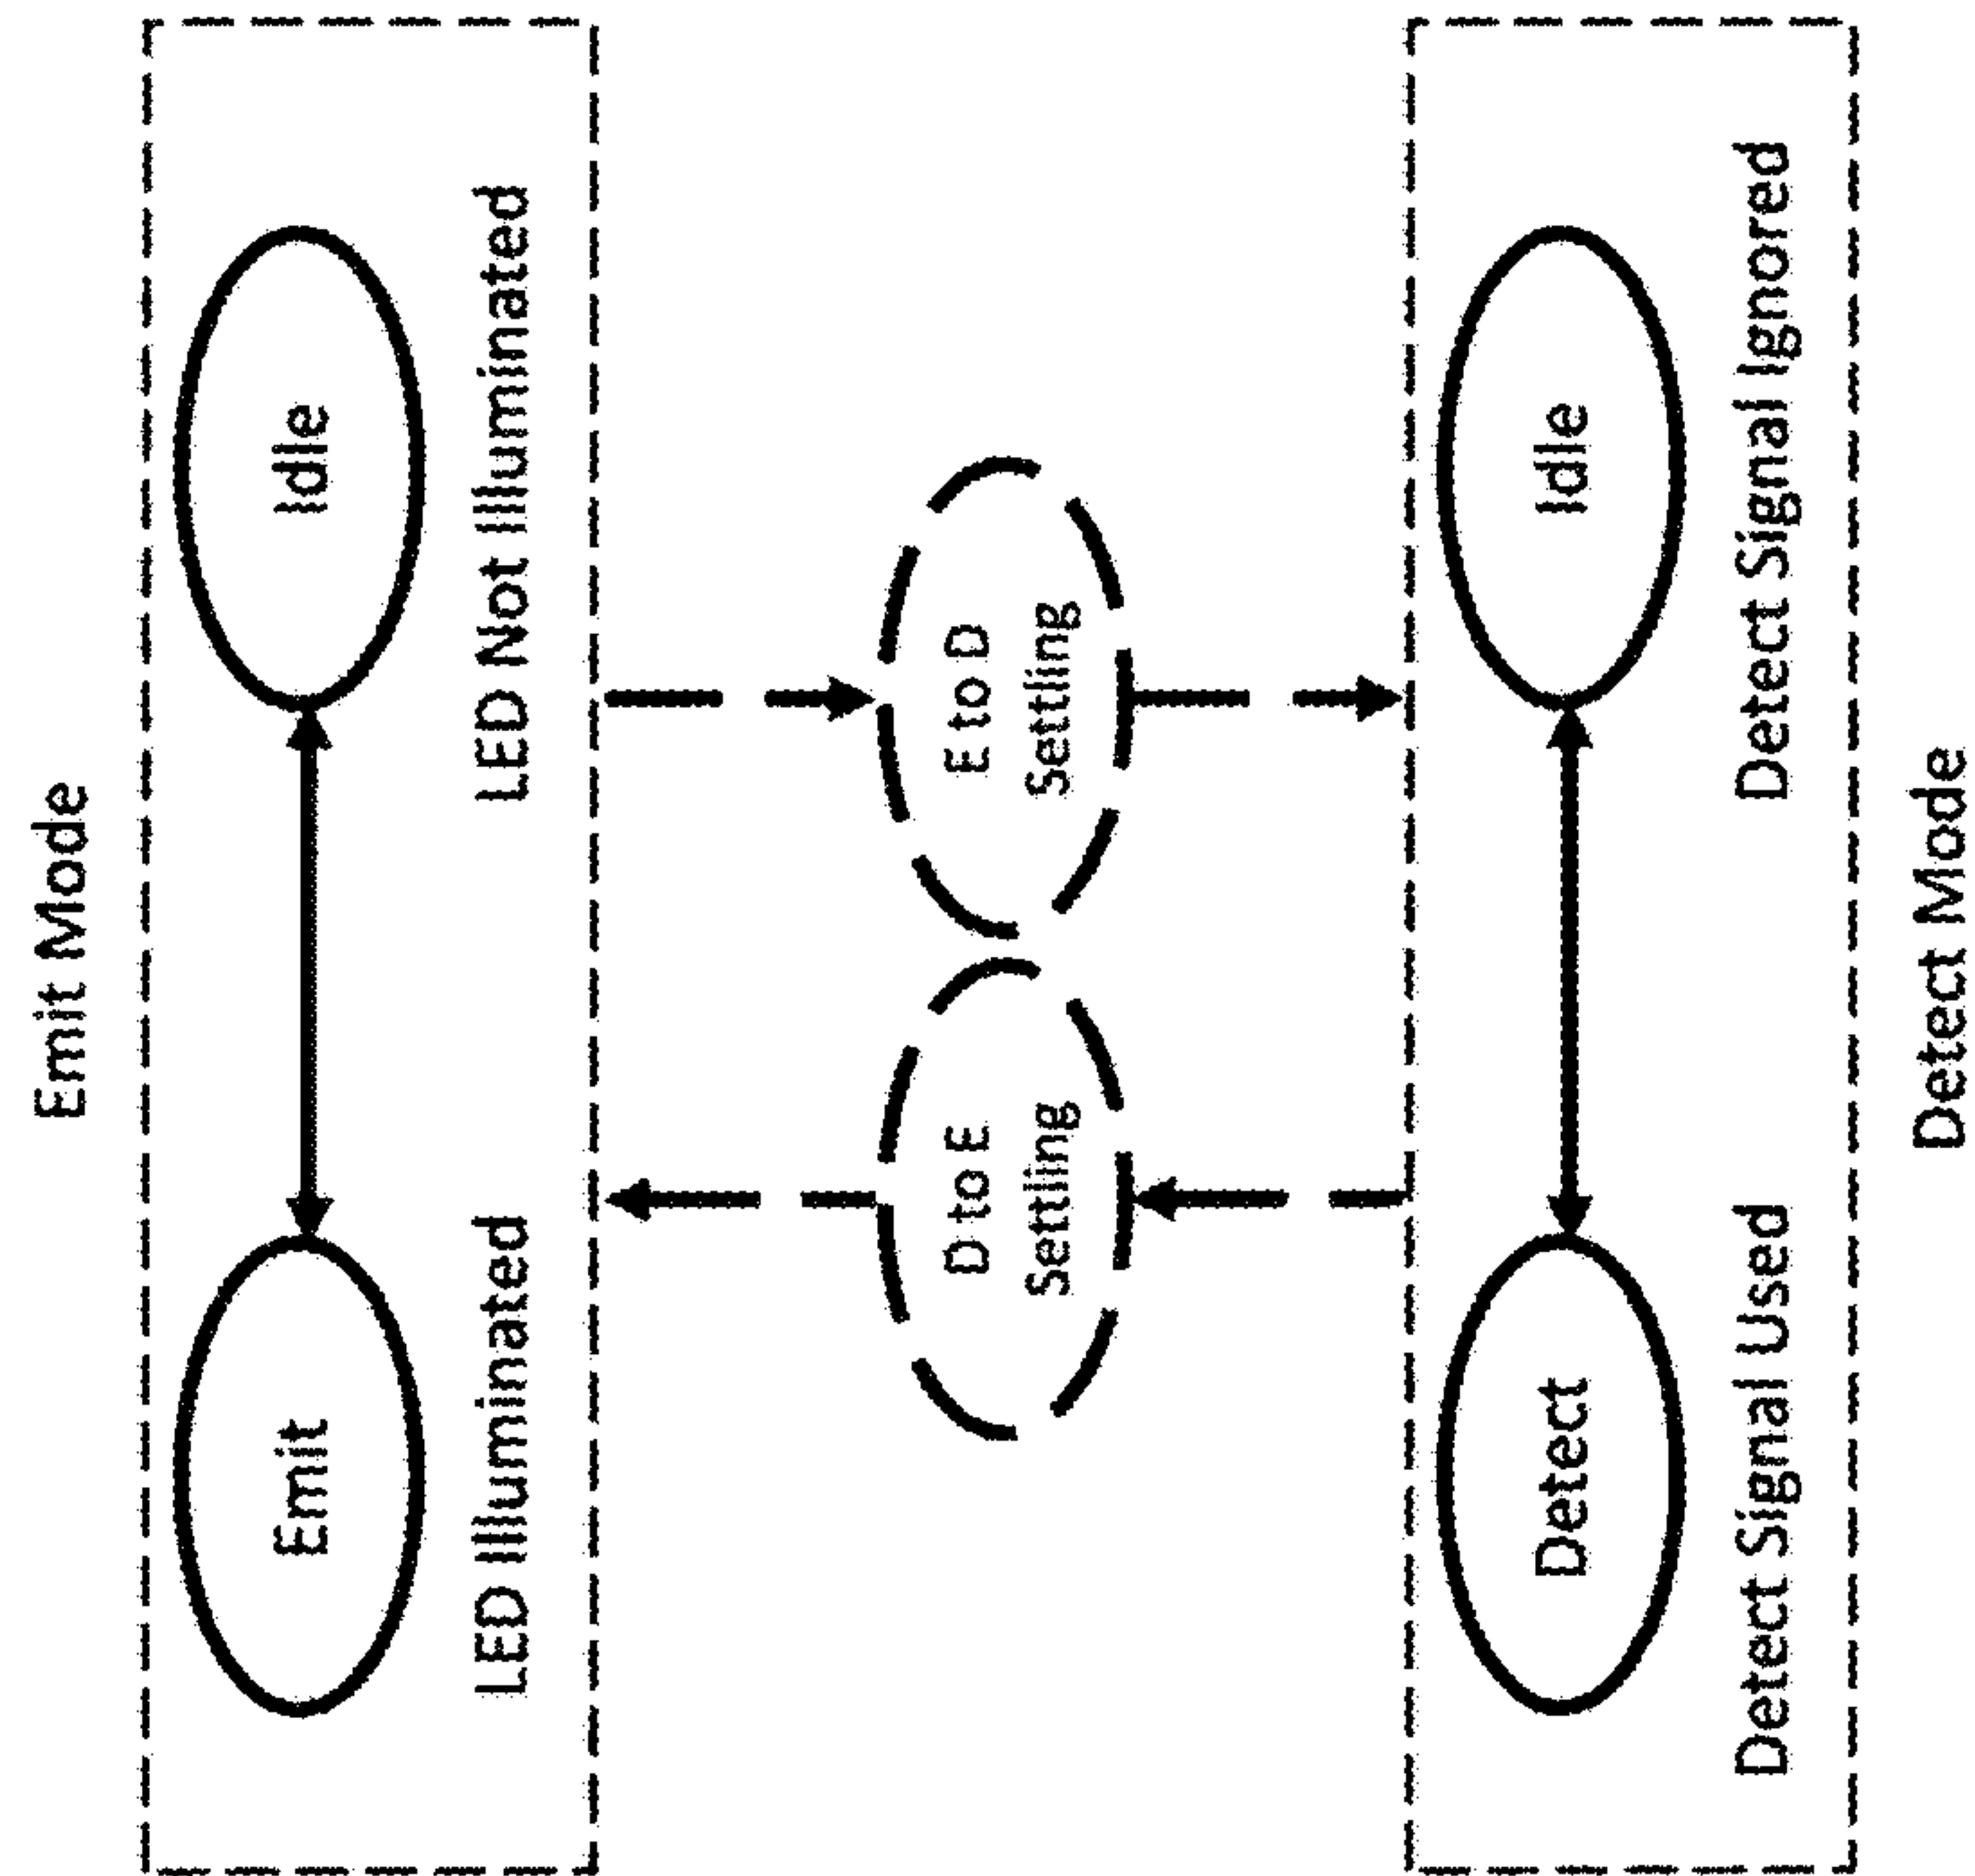 Emit Mode
Emit
Idle
LED Illuminated
LED Not Illuminated
D to E
Settling
E to D
Settling
Detect
Idle
Detect Signal Used
Detect Signal Ignored
Detect Mode